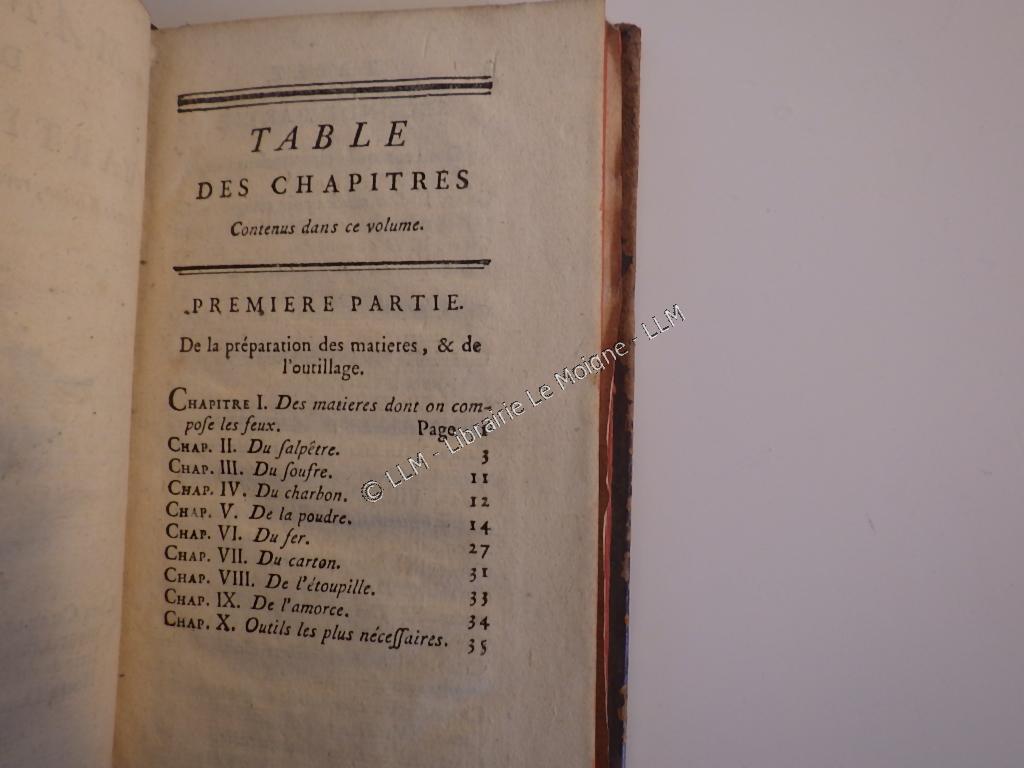 TABLE
DES CHAPITRES
Contenus dans ce volume.
PREMIERE PARTIE.
De la préparation des matieres, & de
l'outillage.
CHAPITRE I. Des matieres dont on com-
poſe les feux. Page
CHAP. II. Du ſalpêtre. 3
CHAP. III. Du ſoufre. 11
CHAP. IV. Du charbon. 12
CHAP. V. De la poudre. 14
CHAP. VI. Du fer. 27
CHAP. VII. Du carton. 31
CHAP. VIII. De l'étoupille. 33
CHAP. IX. De l'amorce. 34
CHAP. X. Outils les plus néceſſaires. 35
© LLM - Librairie Le Moigne - LLM